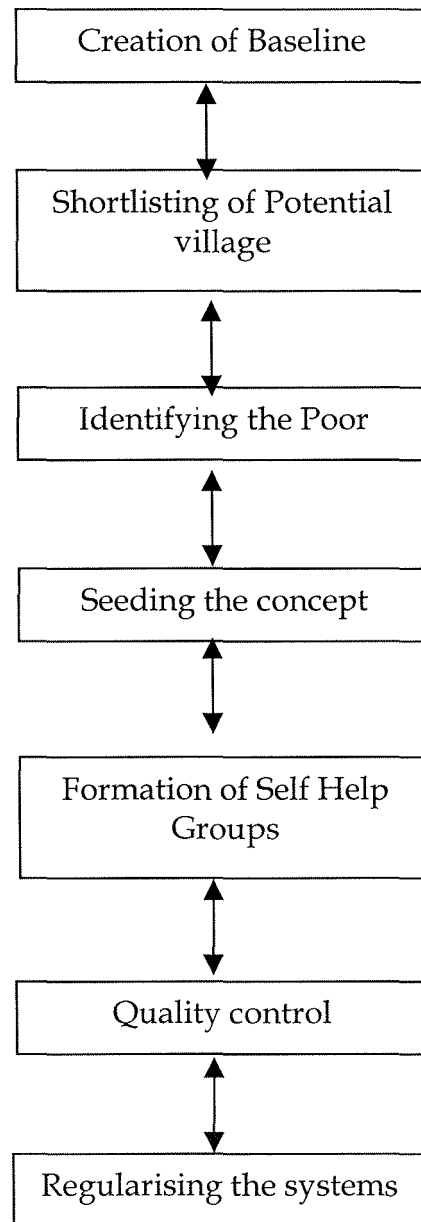 Creation of Baseline
Shortlisting of Potential
village
Identifying the Poor
Seeding the concept
Formation of Self Help
Groups
Quality control
Regularising the systems